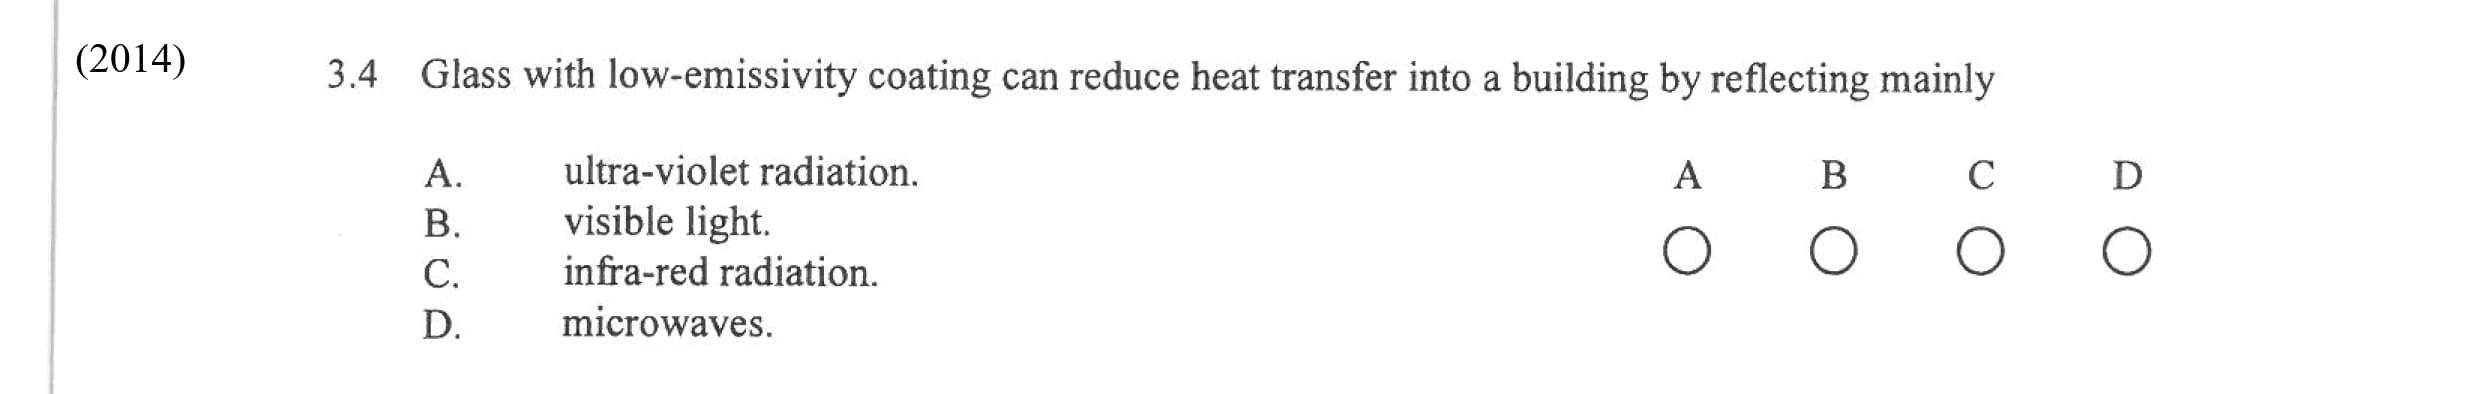 (2014)
3.4 Glass with low-emissivity coating can reduce heat transfer into a building by reflecting mainly
A. ultra-violet radiation.
B. visible light.
C. infra-red radiation.
D. microwaves.
A B C D